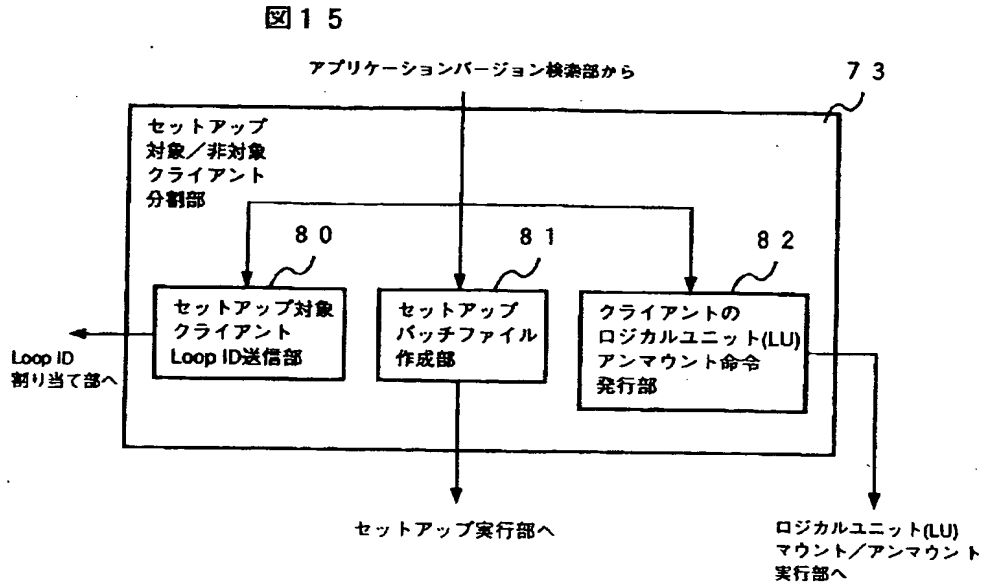 図15
アプリケーションバージョン検索部から
73
セットアップ
対象／非対象
クライアント
分割部
80
81
82
セットアップ対象
クライアント
Loop ID送信部
セットアップ
バッチファイル
作成部
クライアントの
ロジカルユニット(LU)
アンマウント命令
発行部
Loop ID
割り当て部へ
セットアップ実行部へ
ロジカルユニット(LU)
マウント／アンマウント
実行部へ